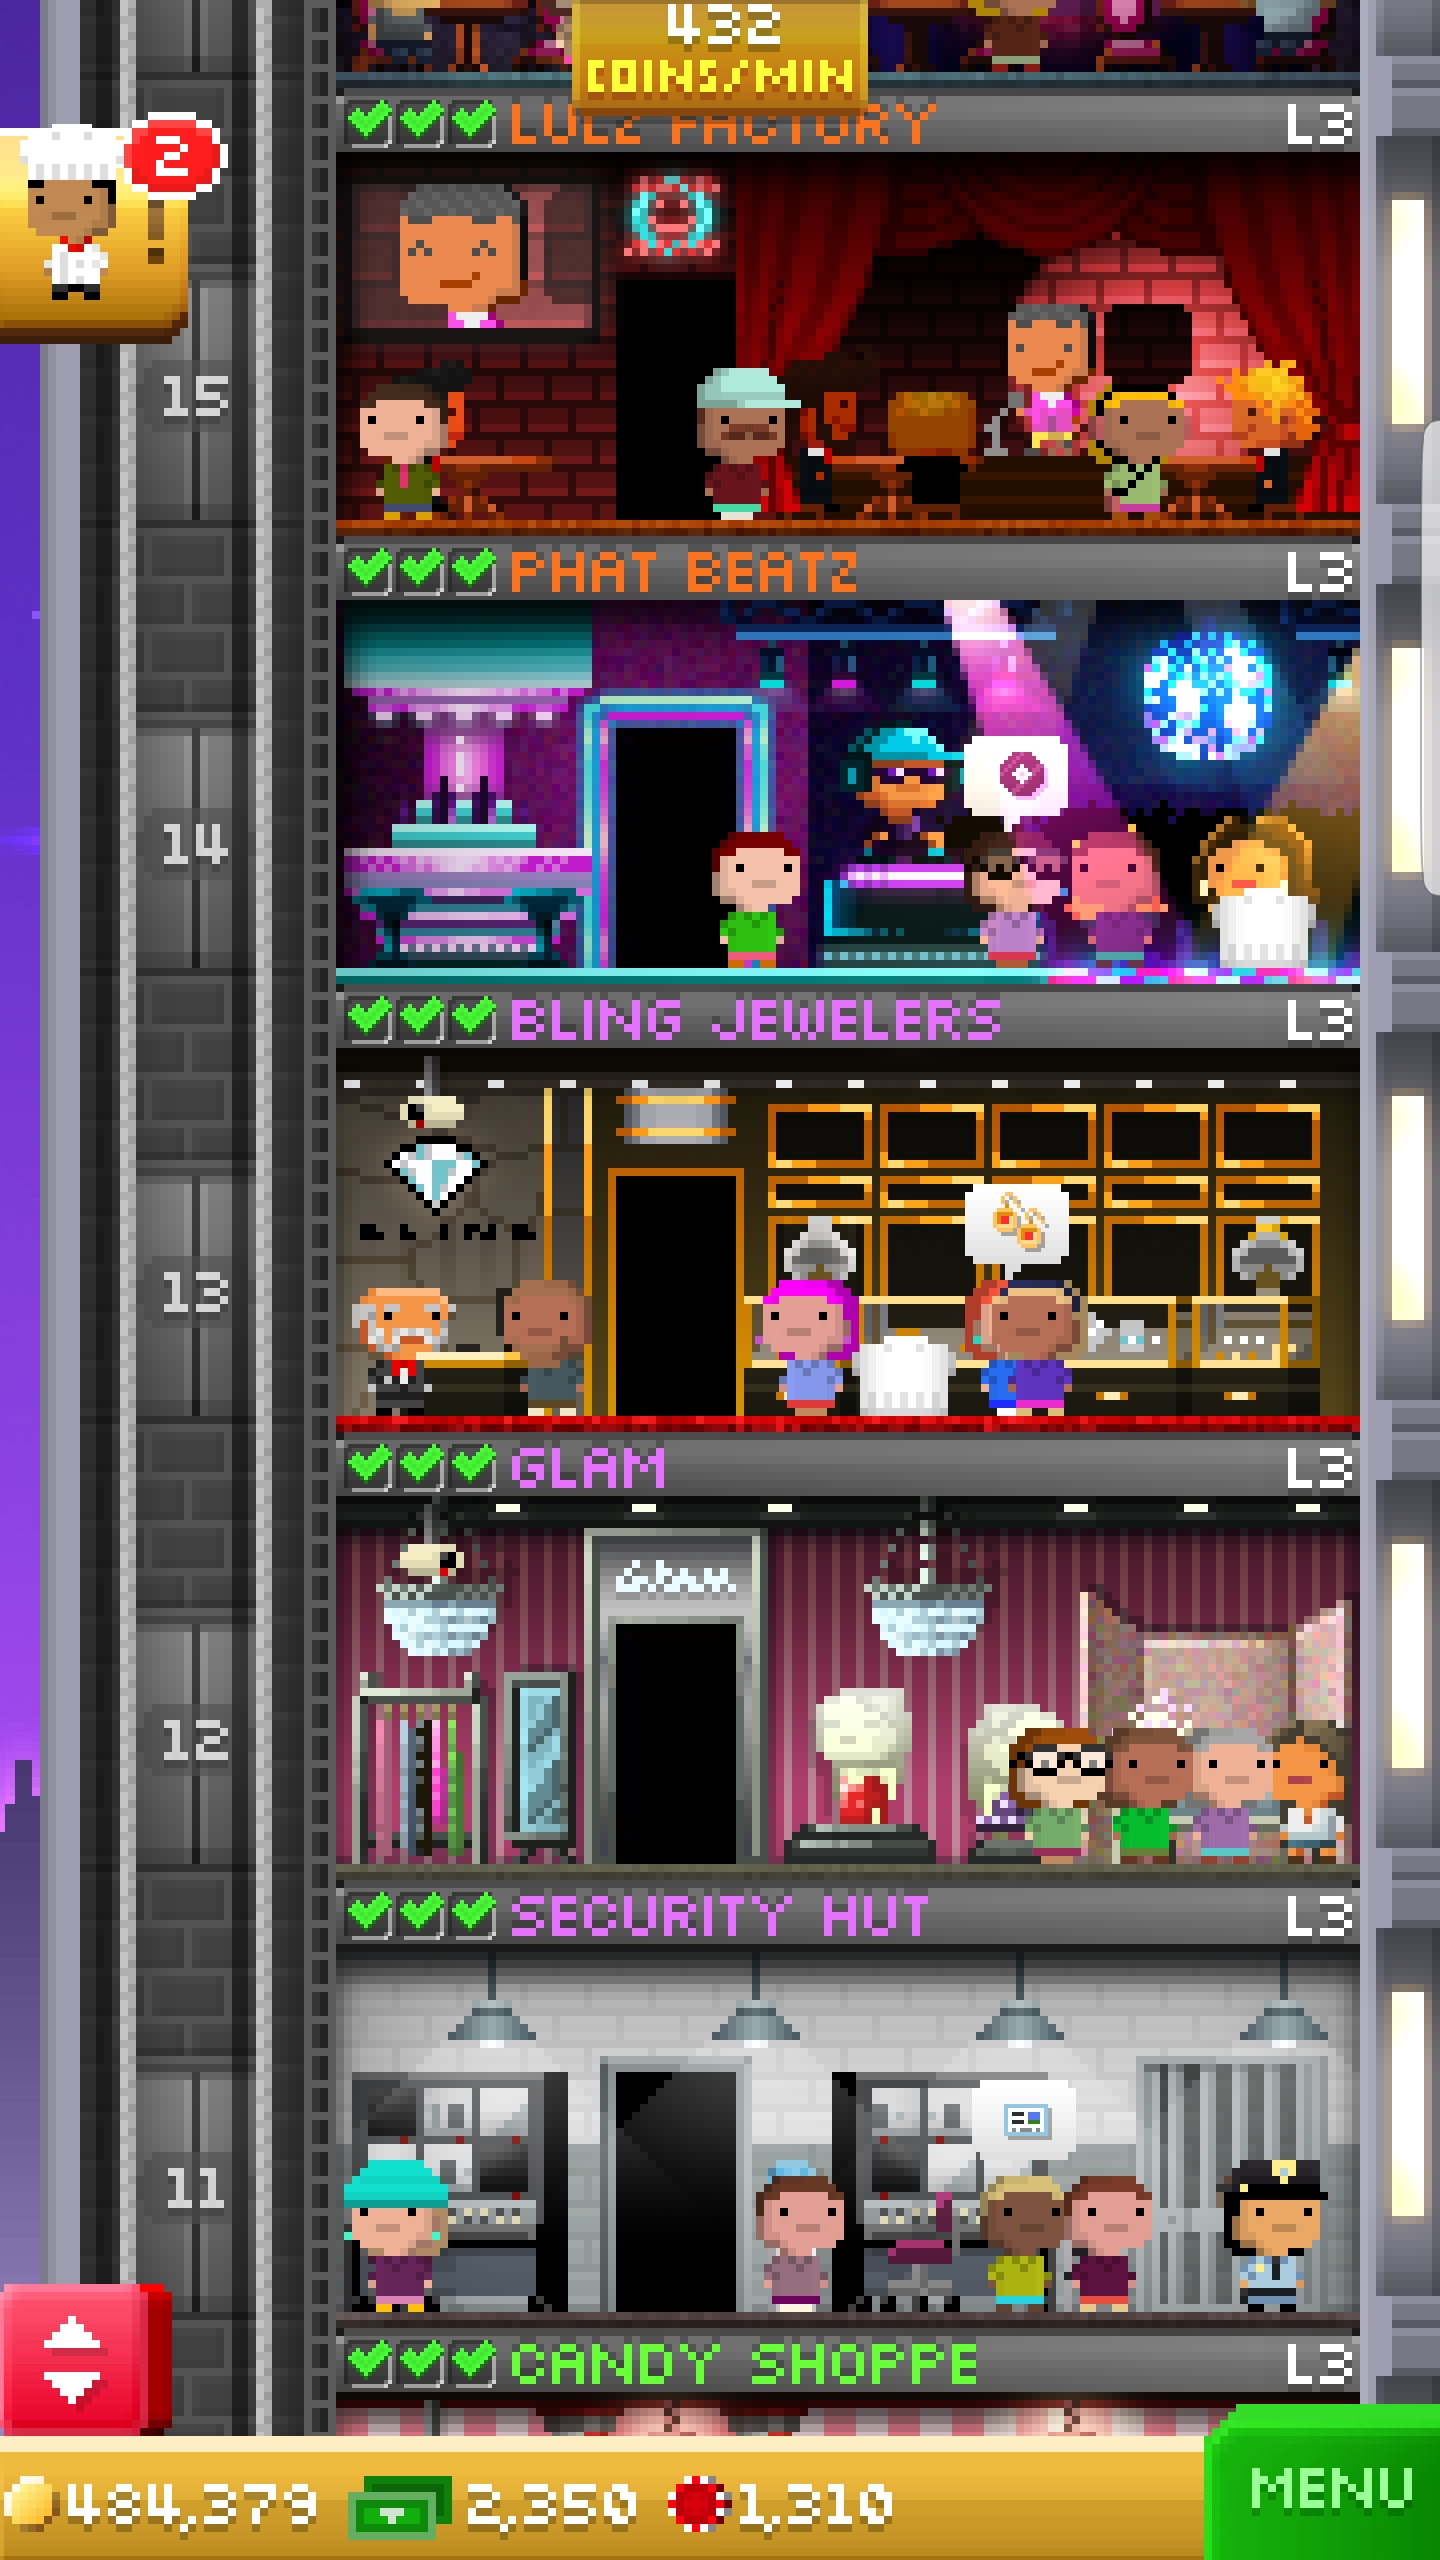 432
COINS/MIN
LULZ FACTORY L3
2
!
15
PHAT BEATZ L3
14
BLING JEWELERS L3
BLING
13
GLAM L3
Glam
12
SECURITY HUT L3
11
CANDY SHOPPE L3
484,379 2,350 1,310 MENU